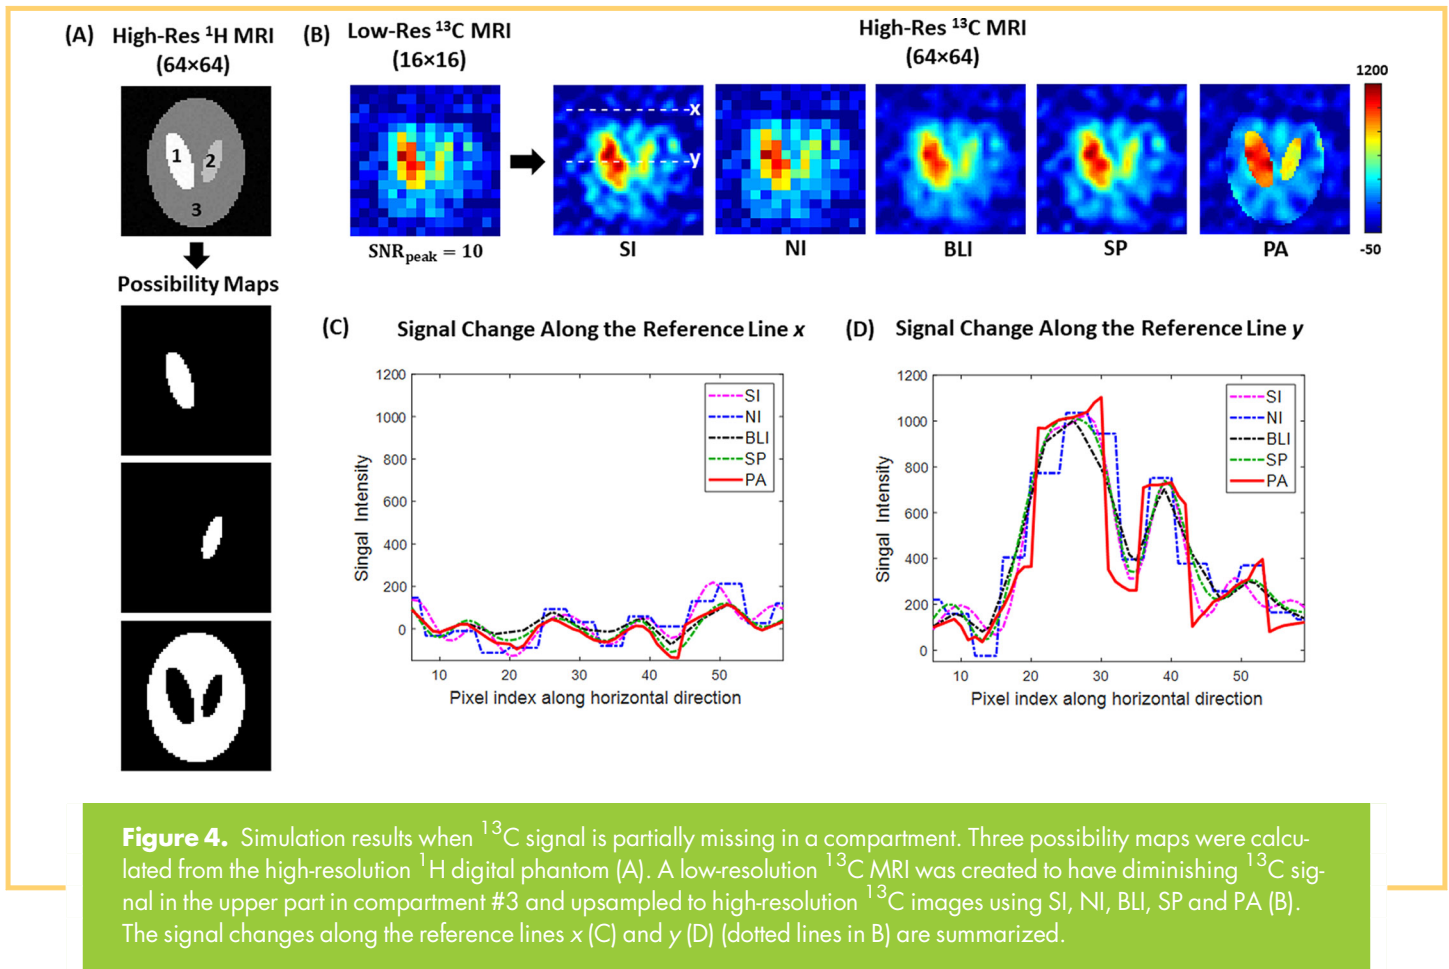 (A) High-Res ¹H MRI
(64×64)
1
2
3
Possibility Maps
(B) Low-Res ¹³C MRI
(16×16)
SNRpeak = 10
High-Res ¹³C MRI
(64×64)
x
y
SI
NI
BLI
SP
PA
1200
-50
(C) Signal Change Along the Reference Line x
1200
1000
800
600
400
200
0
Singal Intensity
SI
NI
BLI
SP
PA
10 20 30 40 50
Pixel index along horizontal direction
(D) Signal Change Along the Reference Line y
1200
1000
800
600
400
200
0
Singal Intensity
SI
NI
BLI
SP
PA
10 20 30 40 50
Pixel index along horizontal direction
Figure 4. Simulation results when ¹³C signal is partially missing in a compartment. Three possibility maps were calcu-
lated from the high-resolution ¹H digital phantom (A). A low-resolution ¹³C MRI was created to have diminishing ¹³C sig-
nal in the upper part in compartment #3 and upsampled to high-resolution ¹³C images using SI, NI, BLI, SP and PA (B).
The signal changes along the reference lines x (C) and y (D) (dotted lines in B) are summarized.